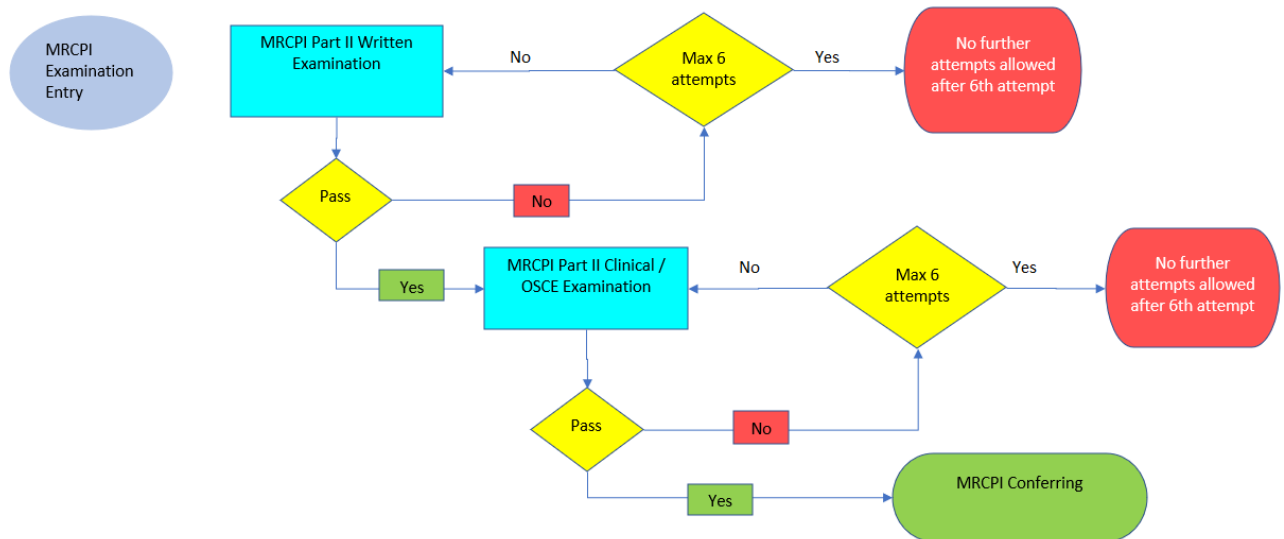 MRCPI
Examination
Entry
MRCPI Part II Written
Examination
No
Max 6
attempts
Yes
No further
attempts allowed
after 6th attempt
Pass
No
Yes
MRCPI Part II Clinical /
OSCE Examination
No
Max 6
attempts
Yes
No further
attempts allowed
after 6th attempt
Pass
No
Yes
MRCPI Conferring